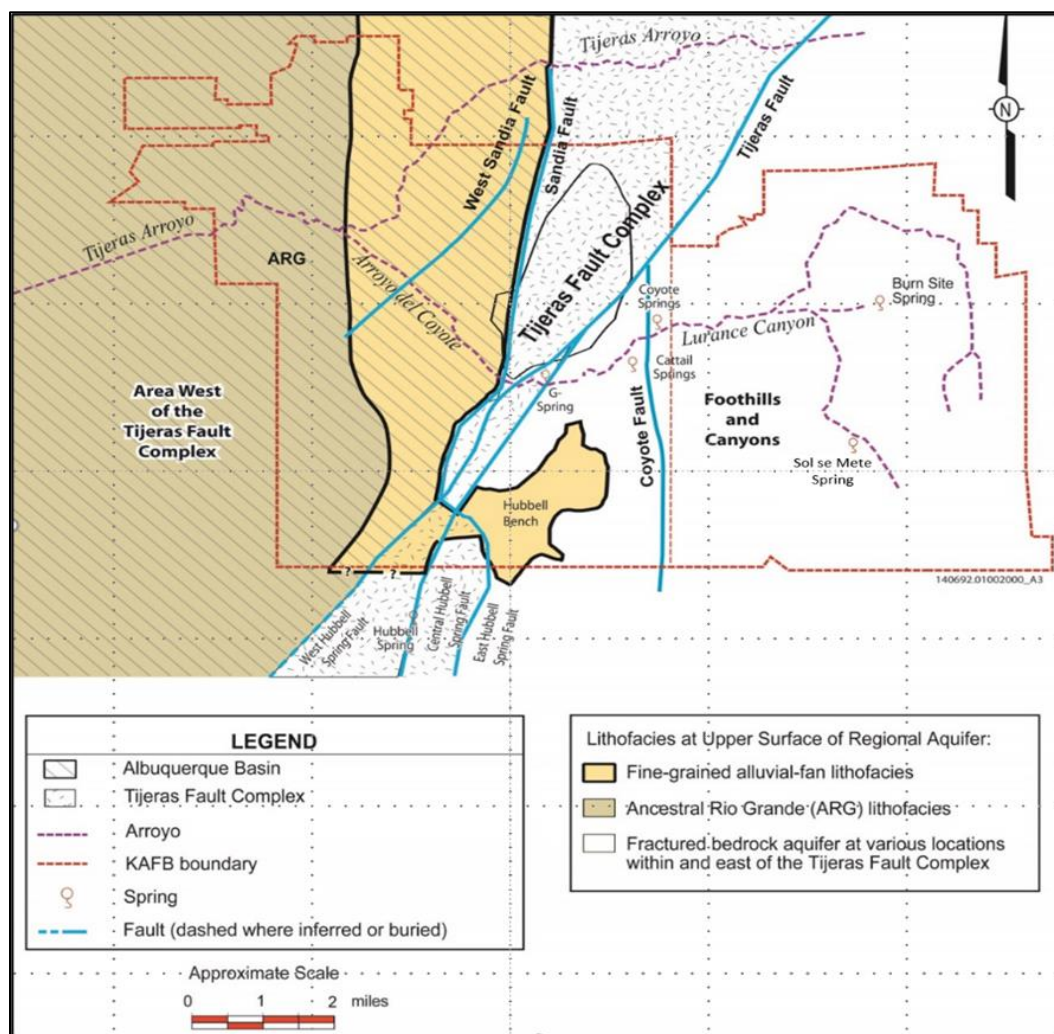 Tijeras Arroyo
N
West Sandia Fault
Sandia Fault
Tijeras Fault
Tijeras Fault Complex
Tijeras Arroyo
ARG
Arroyo del Coyote
Coyote
Springs
Burn Site
Spring
Lurance Canyon
Cattail
Springs
G-
Spring
Area West
of the
Tijeras Fault
Complex
Coyote Fault
Foothills
and
Canyons
Sol se Mete
Spring
Hubbell
Bench
? ?
140692.01002000_A3
West Hubbell
Spring Fault
Hubbell
Spring
Central Hubbell
Spring Fault
East Hubbell
Spring Fault
LEGEND
Albuquerque Basin
Tijeras Fault Complex
Arroyo
KAFB boundary
Spring
Fault (dashed where inferred or buried)
Lithofacies at Upper Surface of Regional Aquifer:
Fine-grained alluvial-fan lithofacies
Ancestral Rio Grande (ARG) lithofacies
Fractured bedrock aquifer at various locations
within and east of the Tijeras Fault Complex
Approximate Scale
0 1 2 miles